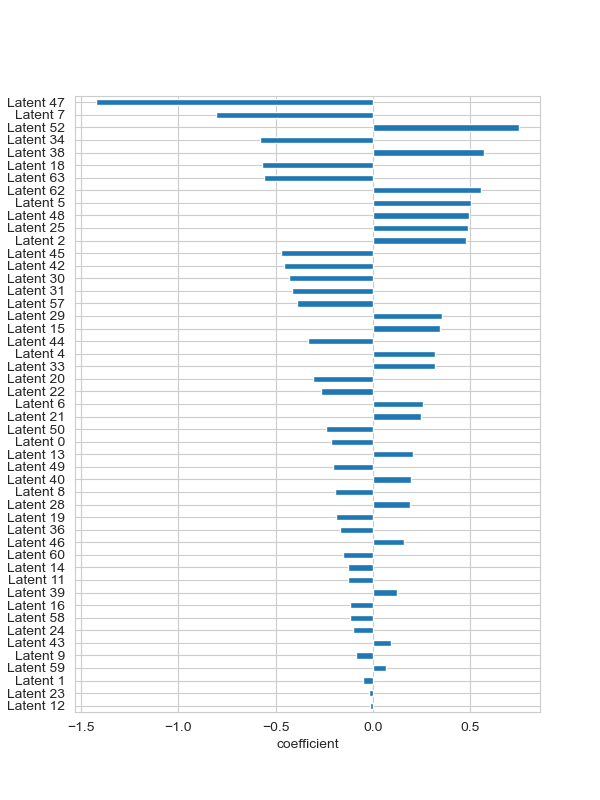 Latent 47
Latent 7
Latent 52
Latent 34
Latent 38
Latent 18
Latent 63
Latent 62
Latent 5
Latent 48
Latent 25
Latent 2
Latent 45
Latent 42
Latent 30
Latent 31
Latent 57
Latent 29
Latent 15
Latent 44
Latent 4
Latent 33
Latent 20
Latent 22
Latent 6
Latent 21
Latent 50
Latent 0
Latent 13
Latent 49
Latent 40
Latent 8
Latent 28
Latent 19
Latent 36
Latent 46
Latent 60
Latent 14
Latent 11
Latent 39
Latent 16
Latent 58
Latent 24
Latent 43
Latent 9
Latent 59
Latent 1
Latent 23
Latent 12
−1.5 −1.0 −0.5 0.0 0.5
coefficient